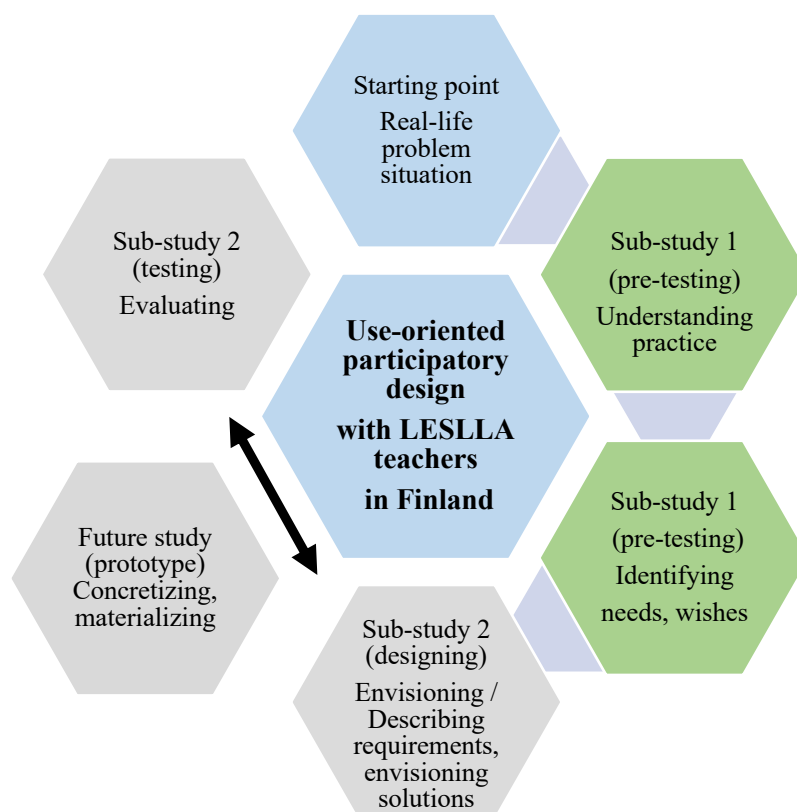 Starting point
Real-life
problem
situation
Sub-study 1
(pre-testing)
Understanding
practice
Sub-study 1
(pre-testing)
Identifying
needs, wishes
Sub-study 2
(designing)
Envisioning /
Describing
requirements,
envisioning
solutions
Future study
(prototype)
Concretizing,
materializing
Sub-study 2
(testing)
Evaluating
Use-oriented
participatory
design
with LESLLA
teachers
in Finland